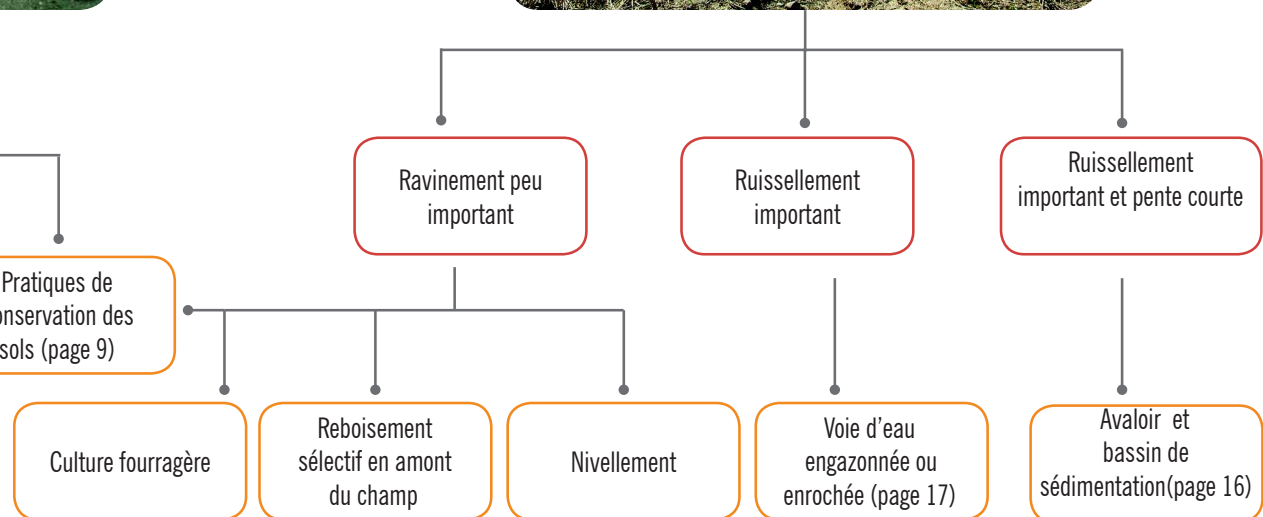 Ravinement peu
important
Ruissellement
important
Ruissellement
important et pente courte
Pratiques de
onservation des
sols (page 9)
Culture fourragère
Reboisement
sélectif en amont
du champ
Nivellement
Voie d'eau
engazonnée ou
enrochée (page 17)
Avaloir et
bassin de
sédimentation(page 16)